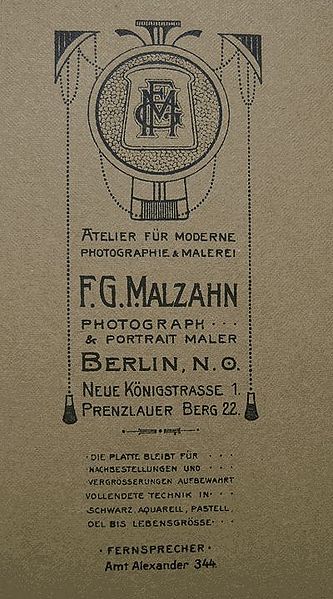 FGM
ATELIER FÜR MODERNE
PHOTOGRAPHIE & MALEREI
F.G. MALZAHN
PHOTOGRAPH · · ·
& PORTRAIT MALER
BERLIN, N.O.
NEUE KÖNIGSTRASSE 1.
PRENZLAUER BERG 22.
· DIE PLATTE BLEIBT FÜR · · ·
· NACHBESTELLUNGEN UND · · ·
· VERGRÖSSERUNGEN AUFBEWAHRT
VOLLENDETE TECHNIK IN · · ·
SCHWARZ, AQUARELL, PASTELL,
OEL BIS LEBENSGRÖSSE · · ·
· FERNSPRECHER ·
Amt Alexander 344.